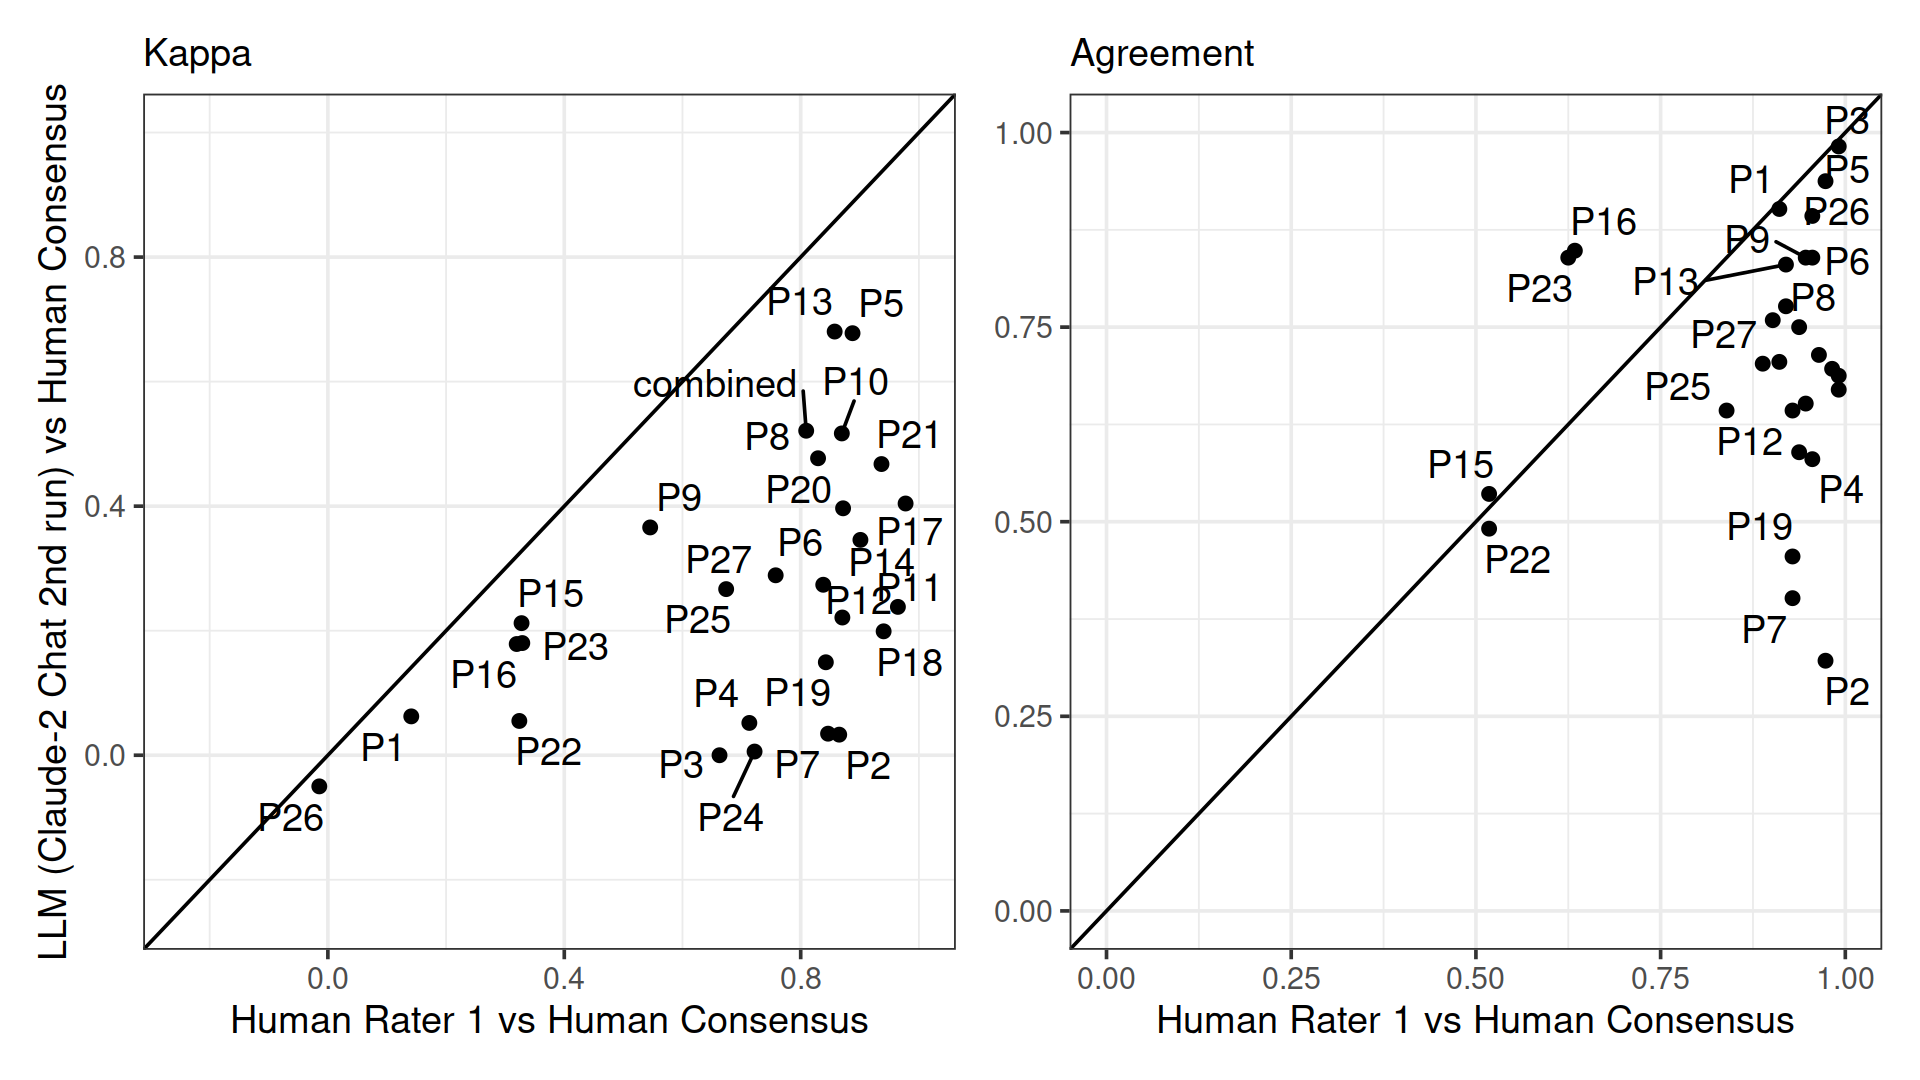 Kappa
Agreement
LLM (Claude-2 Chat 2nd run) vs Human Consensus
0.8
0.4
0.0
P13
P5
combined
P10
P8
P21
P20
P9
P17
P6
P14
P27
P11
P12
P25
P15
P23
P16
P18
P4
P19
P1
P22
P3
P7
P2
P24
P26
0.0
0.4
0.8
Human Rater 1 vs Human Consensus
1.00
0.75
0.50
0.25
0.00
P3
P5
P1
P26
P16
P9
P6
P13
P23
P8
P27
P25
P12
P15
P4
P19
P22
P7
P2
0.00
0.25
0.50
0.75
1.00
Human Rater 1 vs Human Consensus